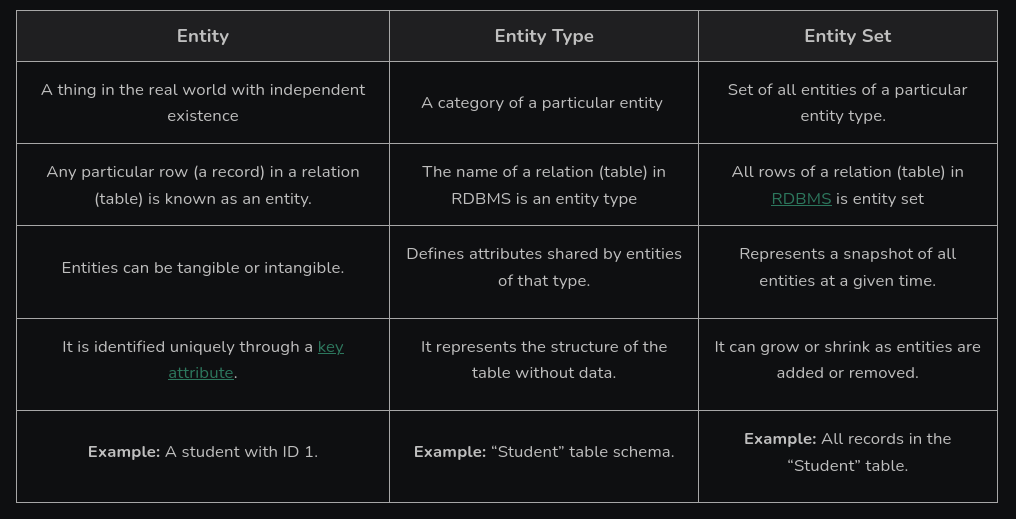 Entity
Entity Type
Entity Set
A thing in the real world with independent
existence
A category of a particular entity
Set of all entities of a particular
entity type.
Any particular row (a record) in a relation
(table) is known as an entity.
The name of a relation (table) in
RDBMS is an entity type
All rows of a relation (table) in
RDBMS is entity set
Entities can be tangible or intangible.
Defines attributes shared by entities
of that type.
Represents a snapshot of all
entities at a given time.
It is identified uniquely through a key
attribute.
It represents the structure of the
table without data.
It can grow or shrink as entities are
added or removed.
Example: A student with ID 1.
Example: “Student” table schema.
Example: All records in the
“Student” table.